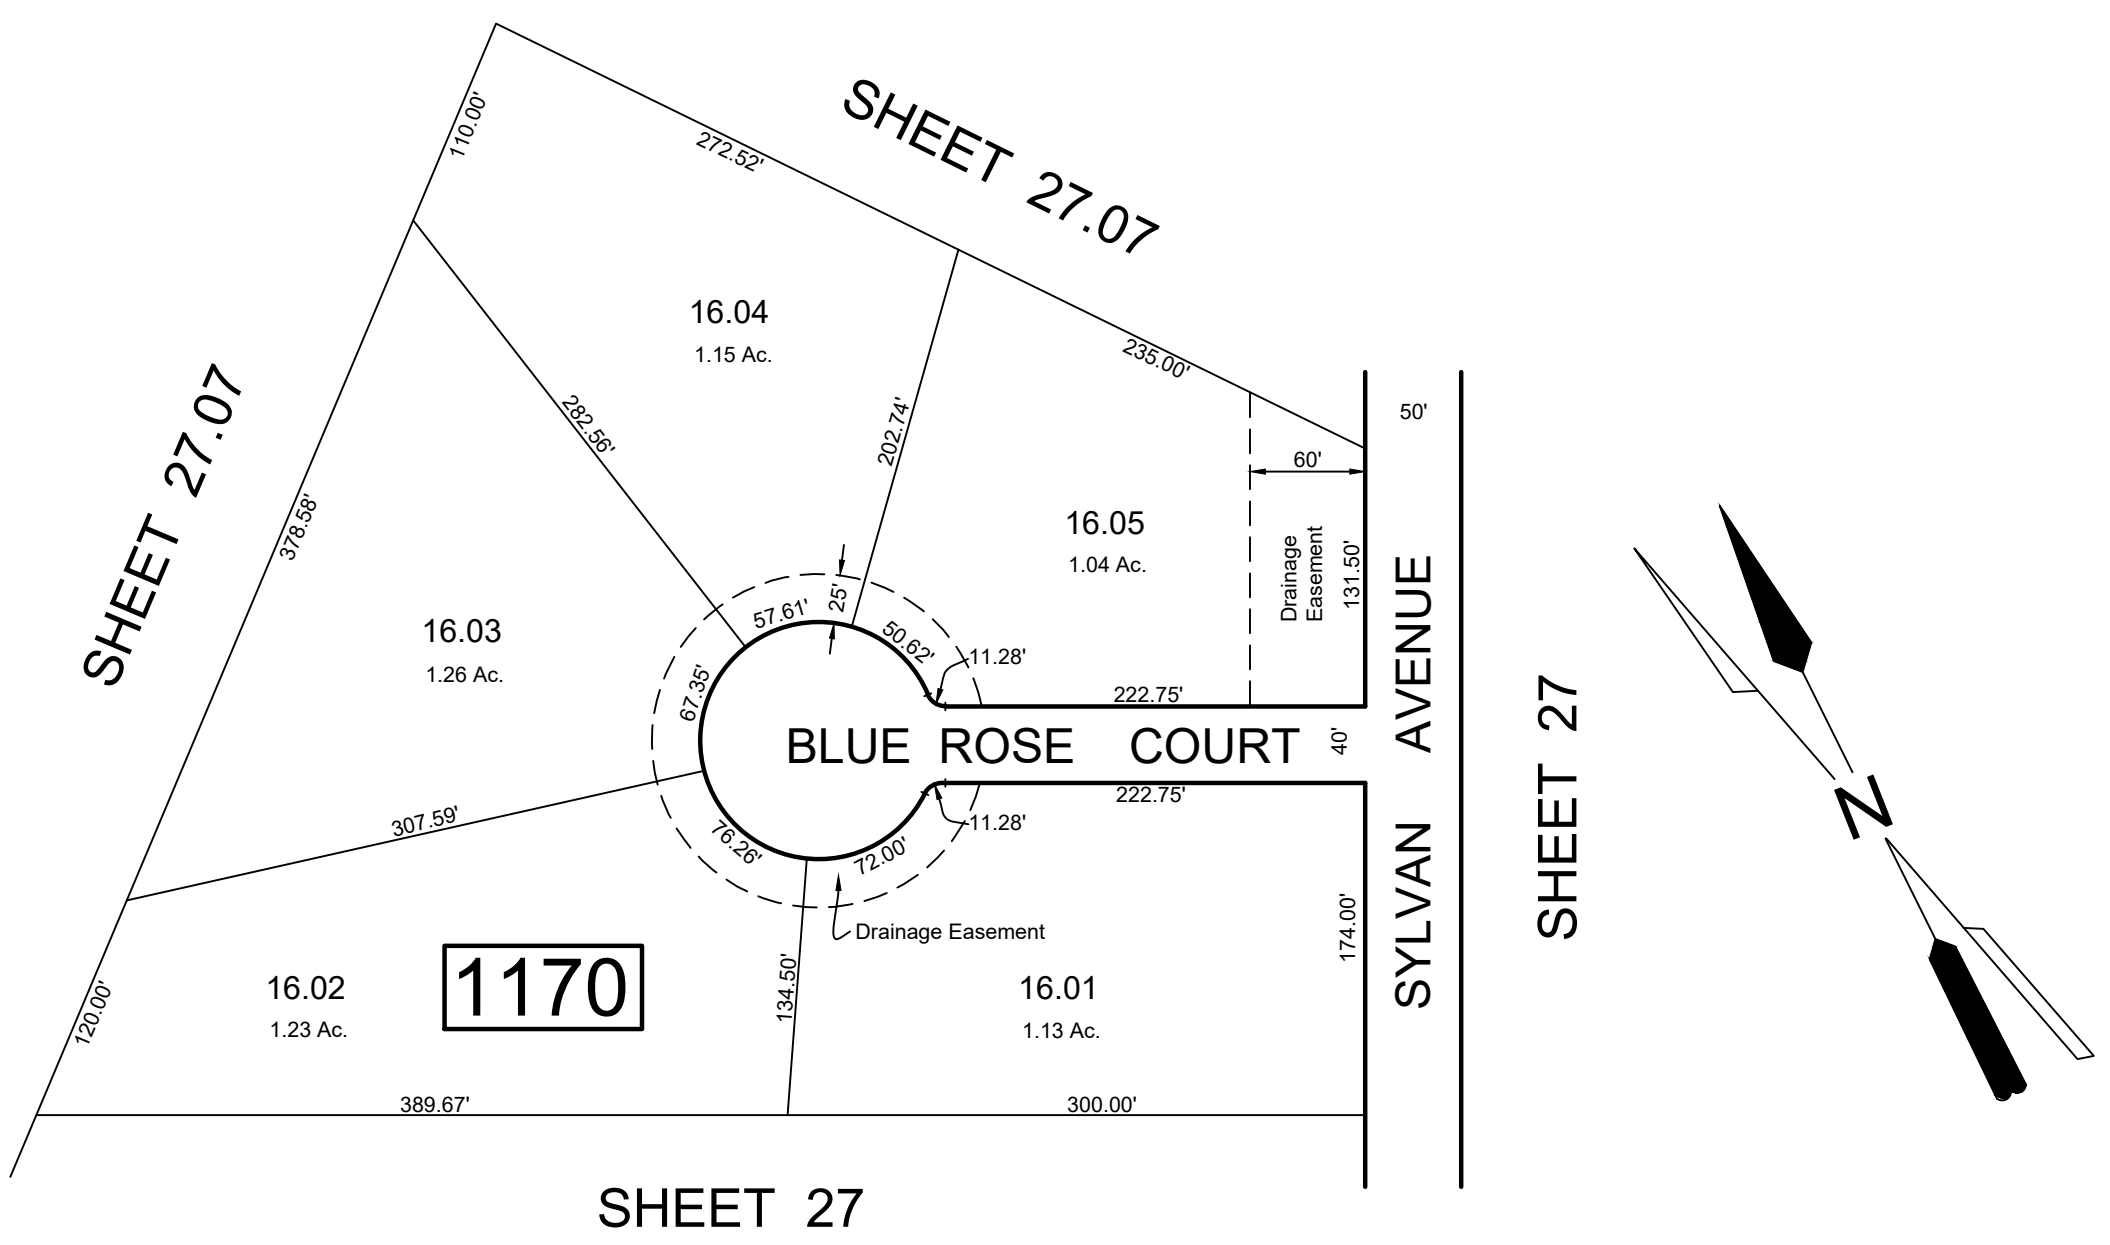 SHEET 27.07
110.00'
272.52'
16.04
1.15 Ac.
235.00'
50'
60'
282.56'
202.74'
SHEET 27.07
378.58'
16.05
1.04 Ac.
Drainage
Easement
131.50'
16.03
1.26 Ac.
57.61'
25'
50.62'
11.28'
67.35'
222.75'
BLUE ROSE COURT
40'
SYLVAN AVENUE
SHEET 27
N
222.75'
11.28'
307.59'
76.26'
72.00'
Drainage Easement
174.00'
16.02
1.23 Ac.
1170
134.50'
16.01
1.13 Ac.
120.00'
389.67'
300.00'
SHEET 27